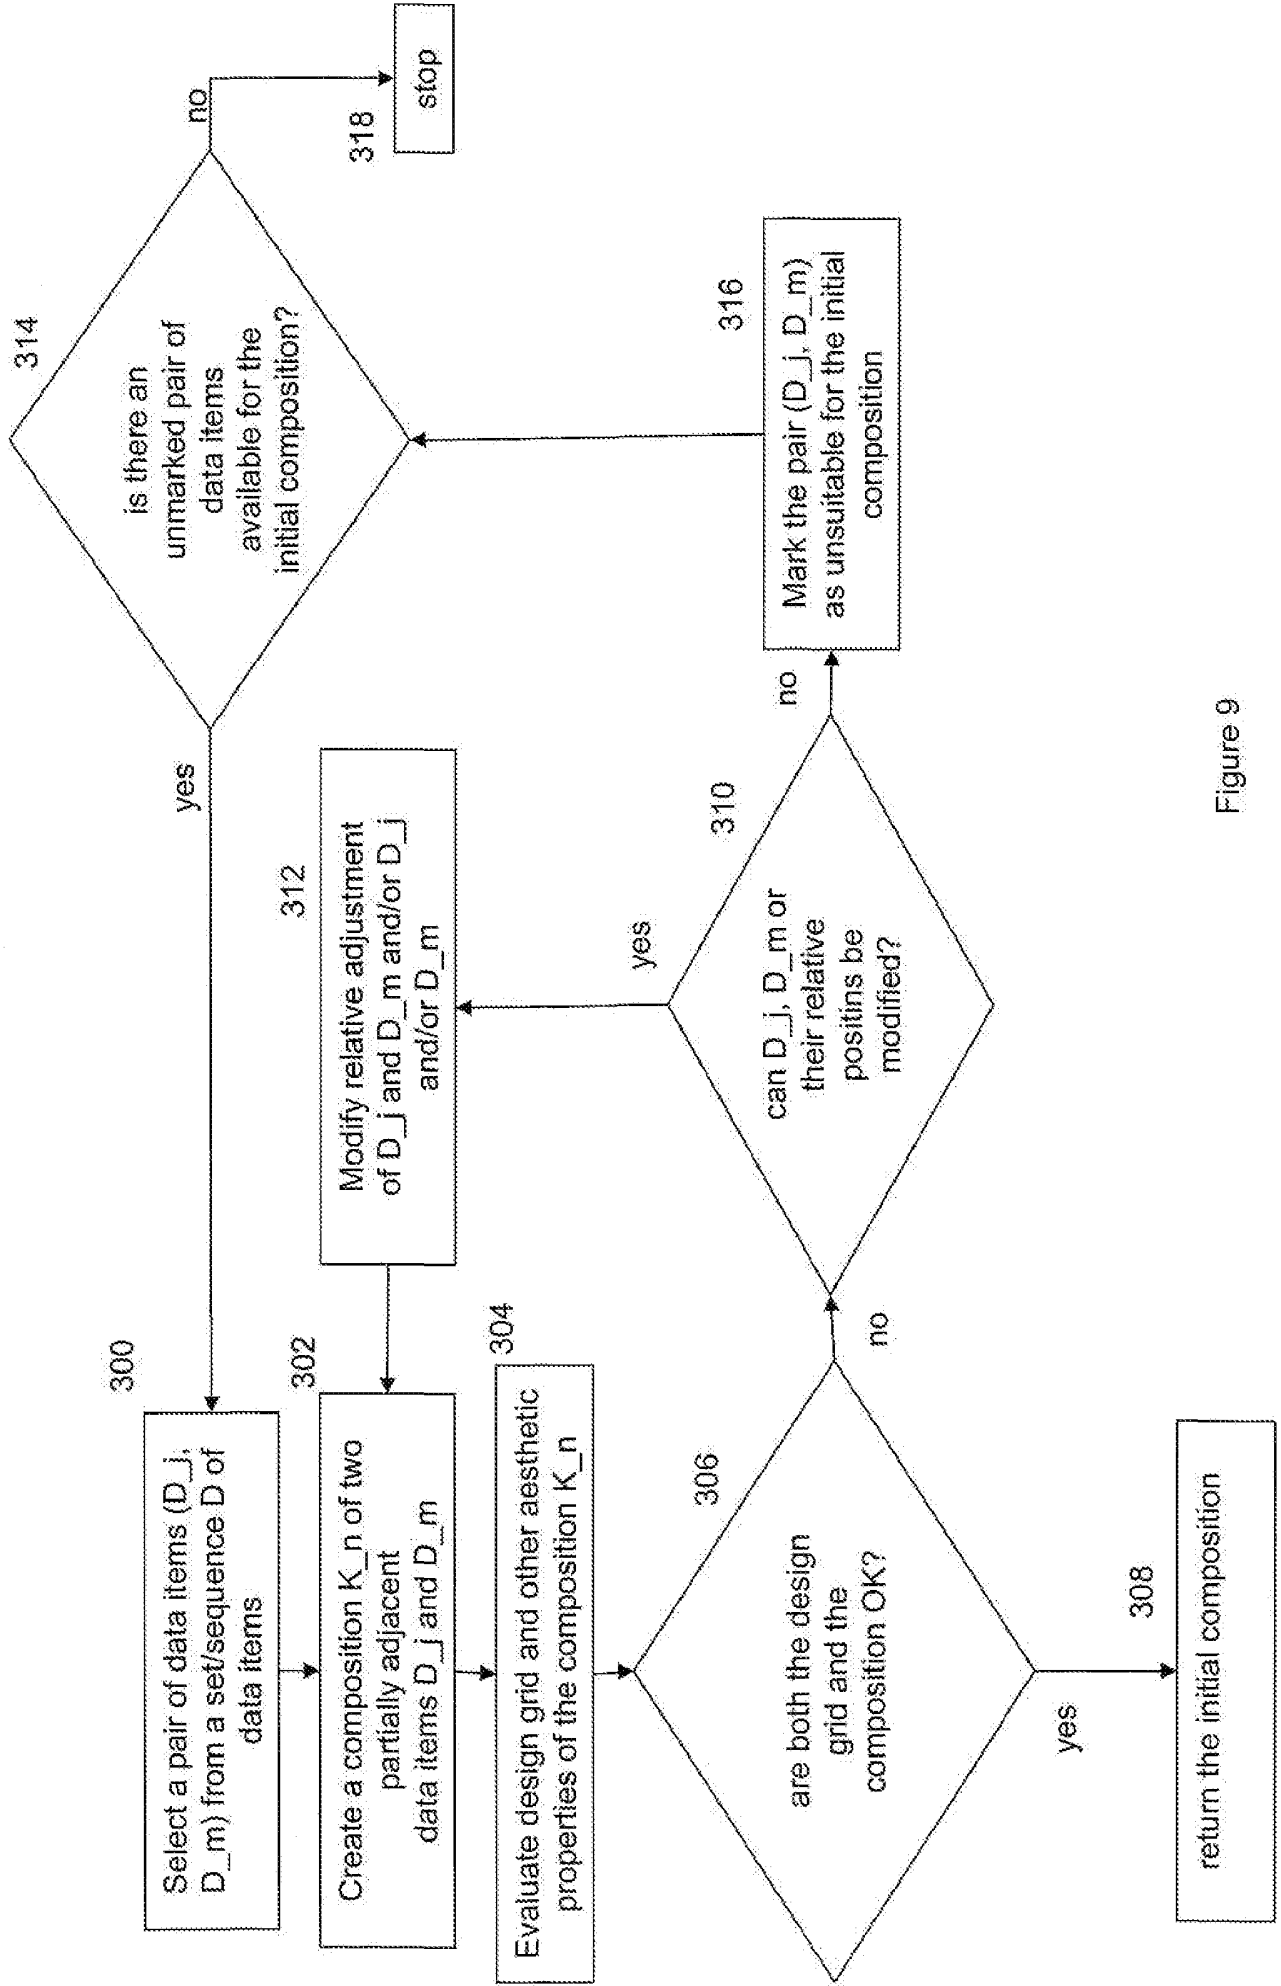 300
Select a pair of data items (D_j,
D_m) from a set/sequence D of
data items
302
Create a composition K_n of two
partially adjacent
data items D_j and D_m
304
Evaluate design grid and other aesthetic
properties of the composition K_n
306
are both the design
grid and the
composition OK?
yes
308
return the initial composition
no
310
can D_j, D_m or
their relative
positins be
modified?
yes
312
Modify relative adjustment
of D_j and D_m and/or D_j
and/or D_m
no
316
Mark the pair (D_j, D_m)
as unsuitable for the initial
composition
314
is there an
unmarked pair of
data items
available for the
initial composition?
yes
no
318
stop
Figure 9